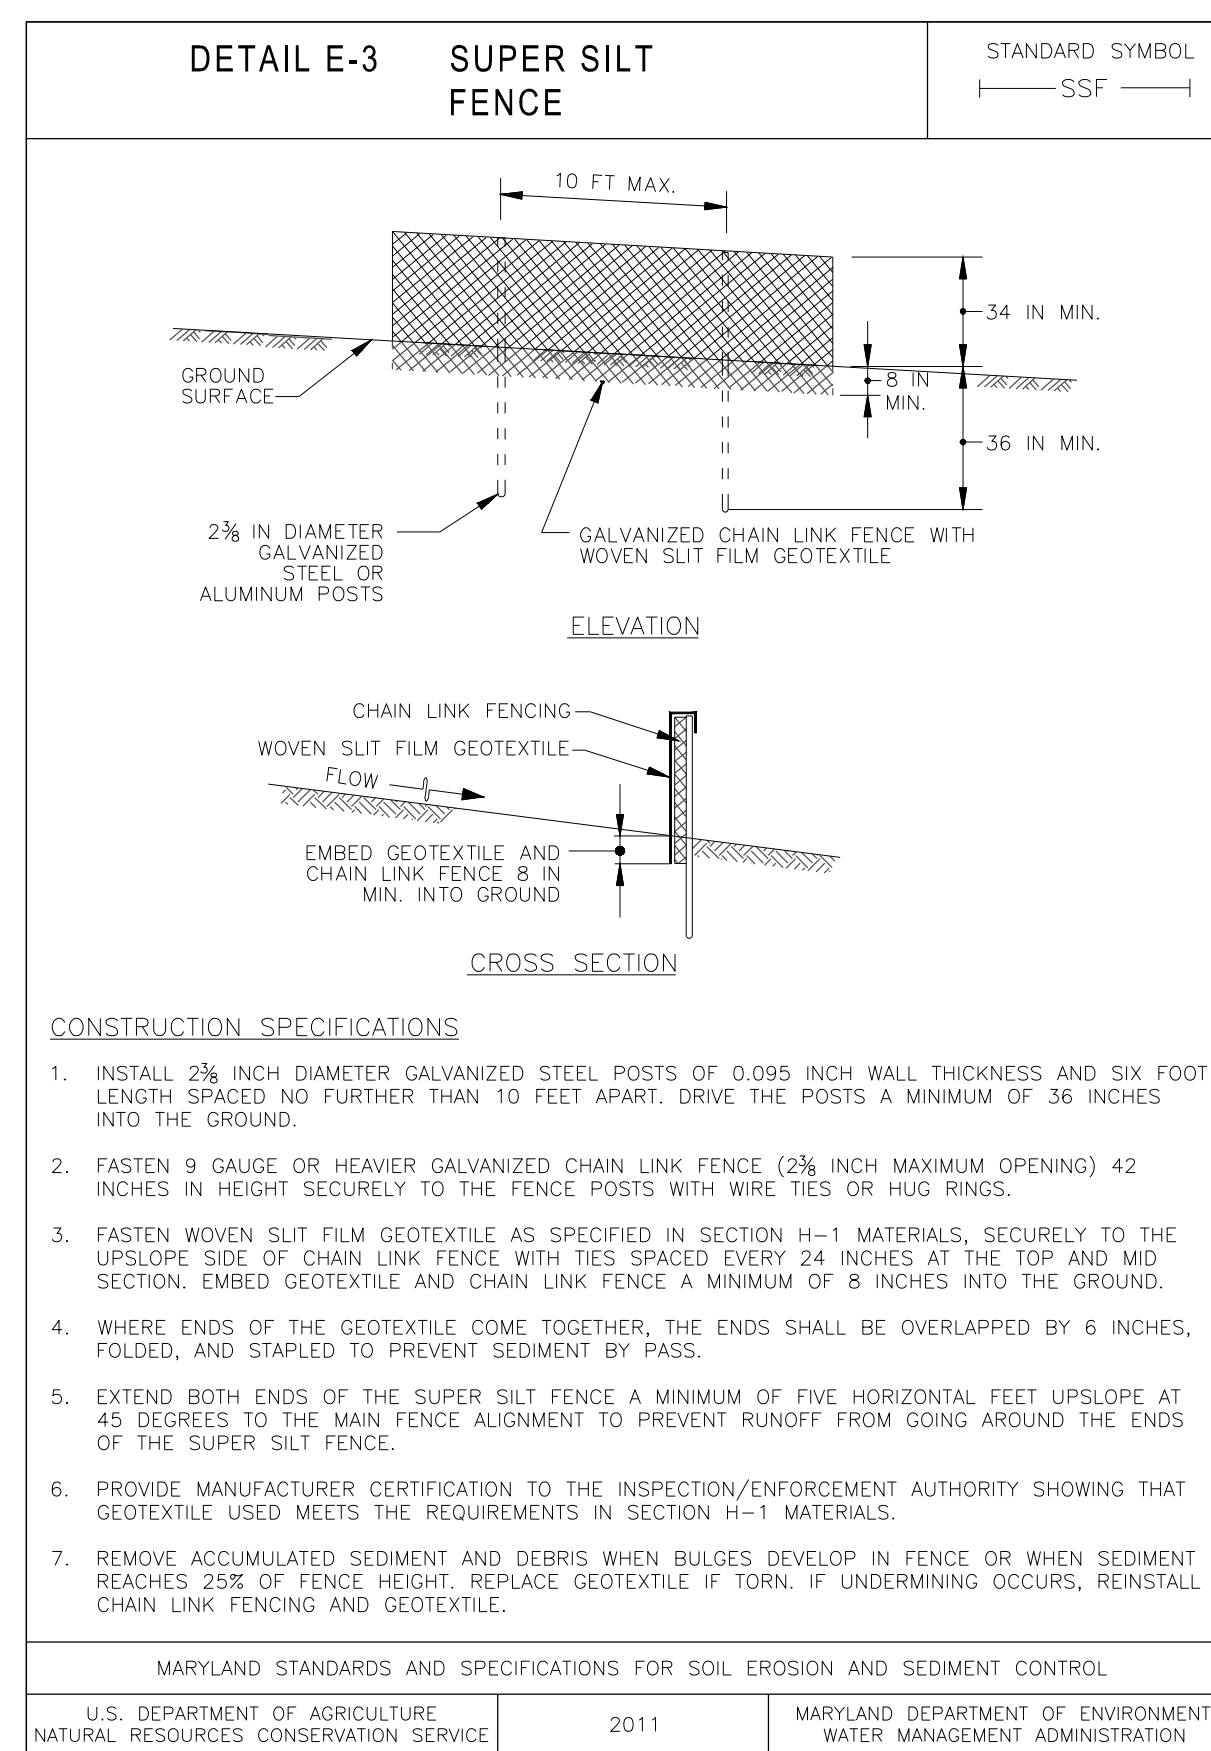 DETAIL E-3 SUPER SILT
FENCE
STANDARD SYMBOL
SSF
10 FT MAX.
34 IN MIN.
GROUND
SURFACE
8 IN
MIN.
36 IN MIN.
2⅜ IN DIAMETER
GALVANIZED
STEEL OR
ALUMINUM POSTS
GALVANIZED CHAIN LINK FENCE WITH
WOVEN SLIT FILM GEOTEXTILE
ELEVATION
CHAIN LINK FENCING
WOVEN SLIT FILM GEOTEXTILE
FLOW
EMBED GEOTEXTILE AND
CHAIN LINK FENCE 8 IN
MIN. INTO GROUND
CROSS SECTION
CONSTRUCTION SPECIFICATIONS
1. INSTALL 2⅜ INCH DIAMETER GALVANIZED STEEL POSTS OF 0.095 INCH WALL THICKNESS AND SIX FOOT
LENGTH SPACED NO FURTHER THAN 10 FEET APART. DRIVE THE POSTS A MINIMUM OF 36 INCHES
INTO THE GROUND.
2. FASTEN 9 GAUGE OR HEAVIER GALVANIZED CHAIN LINK FENCE (2⅜ INCH MAXIMUM OPENING) 42
INCHES IN HEIGHT SECURELY TO THE FENCE POSTS WITH WIRE TIES OR HUG RINGS.
3. FASTEN WOVEN SLIT FILM GEOTEXTILE AS SPECIFIED IN SECTION H-1 MATERIALS, SECURELY TO THE
UPSLOPE SIDE OF CHAIN LINK FENCE WITH TIES SPACED EVERY 24 INCHES AT THE TOP AND MID
SECTION. EMBED GEOTEXTILE AND CHAIN LINK FENCE A MINIMUM OF 8 INCHES INTO THE GROUND.
4. WHERE ENDS OF THE GEOTEXTILE COME TOGETHER, THE ENDS SHALL BE OVERLAPPED BY 6 INCHES,
FOLDED, AND STAPLED TO PREVENT SEDIMENT BY PASS.
5. EXTEND BOTH ENDS OF THE SUPER SILT FENCE A MINIMUM OF FIVE HORIZONTAL FEET UPSLOPE AT
45 DEGREES TO THE MAIN FENCE ALIGNMENT TO PREVENT RUNOFF FROM GOING AROUND THE ENDS
OF THE SUPER SILT FENCE.
6. PROVIDE MANUFACTURER CERTIFICATION TO THE INSPECTION/ENFORCEMENT AUTHORITY SHOWING THAT
GEOTEXTILE USED MEETS THE REQUIREMENTS IN SECTION H-1 MATERIALS.
7. REMOVE ACCUMULATED SEDIMENT AND DEBRIS WHEN BULGES DEVELOP IN FENCE OR WHEN SEDIMENT
REACHES 25% OF FENCE HEIGHT. REPLACE GEOTEXTILE IF TORN. IF UNDERMINING OCCURS, REINSTALL
CHAIN LINK FENCING AND GEOTEXTILE.
MARYLAND STANDARDS AND SPECIFICATIONS FOR SOIL EROSION AND SEDIMENT CONTROL
U.S. DEPARTMENT OF AGRICULTURE
NATURAL RESOURCES CONSERVATION SERVICE
2011
MARYLAND DEPARTMENT OF ENVIRONMENT
WATER MANAGEMENT ADMINISTRATION